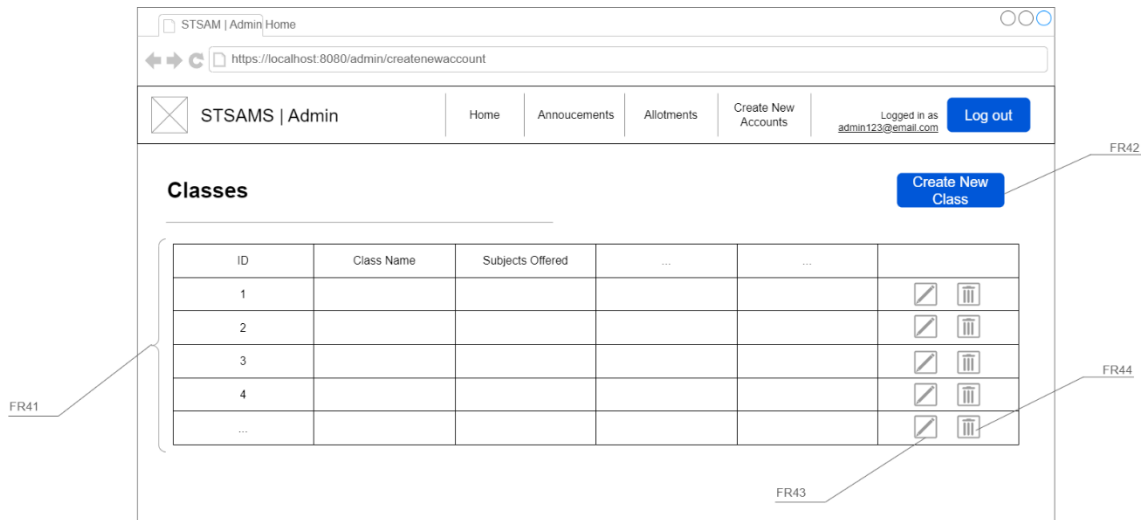 STSAM | Admin Home
https://localhost:8080/admin/createnewaccount
STSAMS | Admin
Home
Annoucements
Allotments
Create New
Accounts
Logged in as
admin123@email.com
Log out
FR42
Classes
Create New
Class
ID Class Name Subjects Offered ... ...
1
2
3
4
...
FR41
FR44
FR43